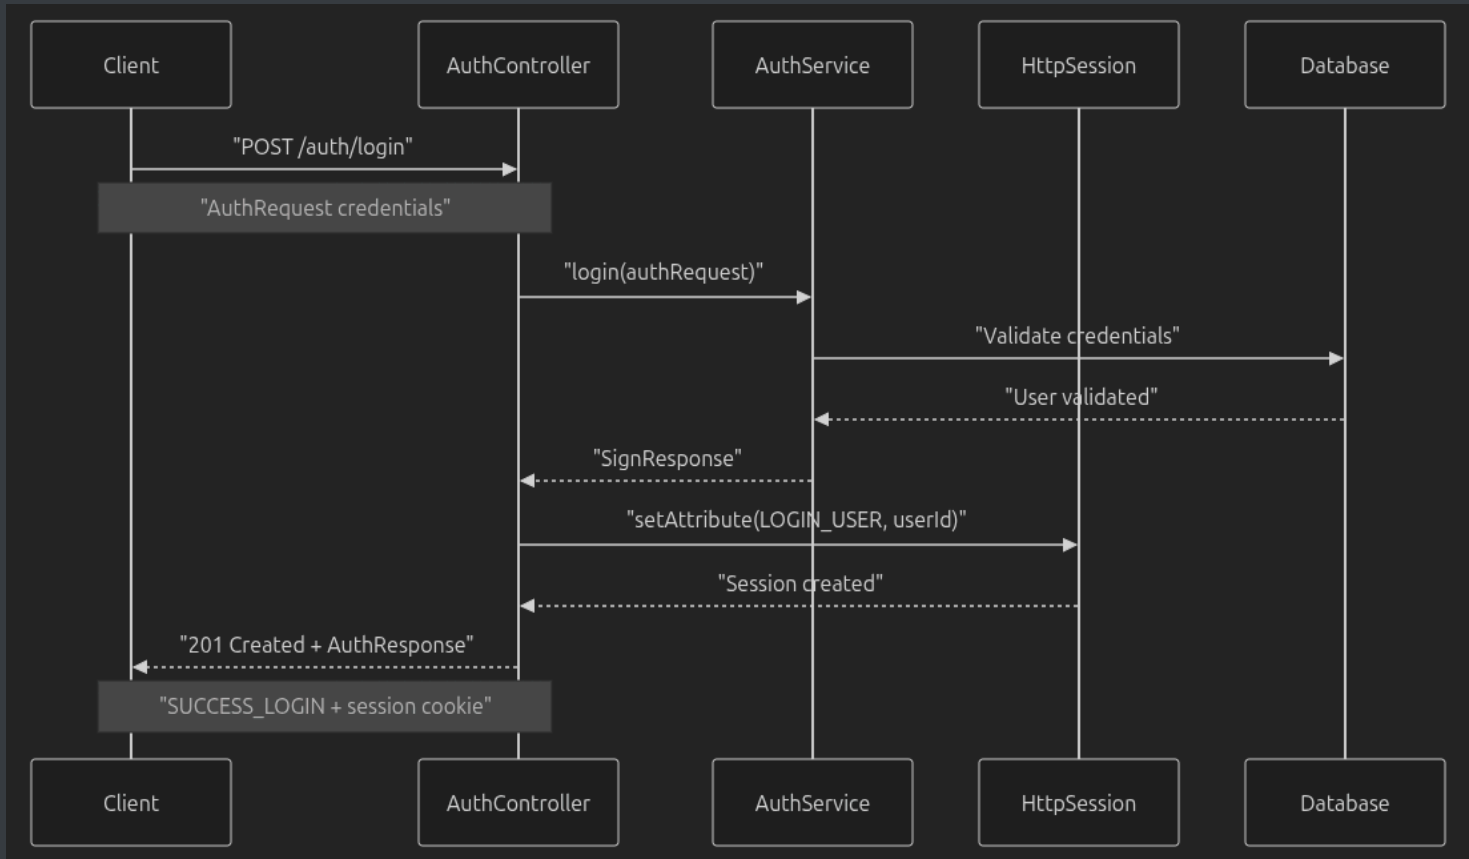 Client
AuthController
AuthService
HttpSession
Database
"POST /auth/login"
"AuthRequest credentials"
"login(authRequest)"
"Validate credentials"
"User validated"
"SignResponse"
"setAttribute(LOGIN_USER, userId)"
"Session created"
"201 Created + AuthResponse"
"SUCCESS_LOGIN + session cookie"
Client
AuthController
AuthService
HttpSession
Database